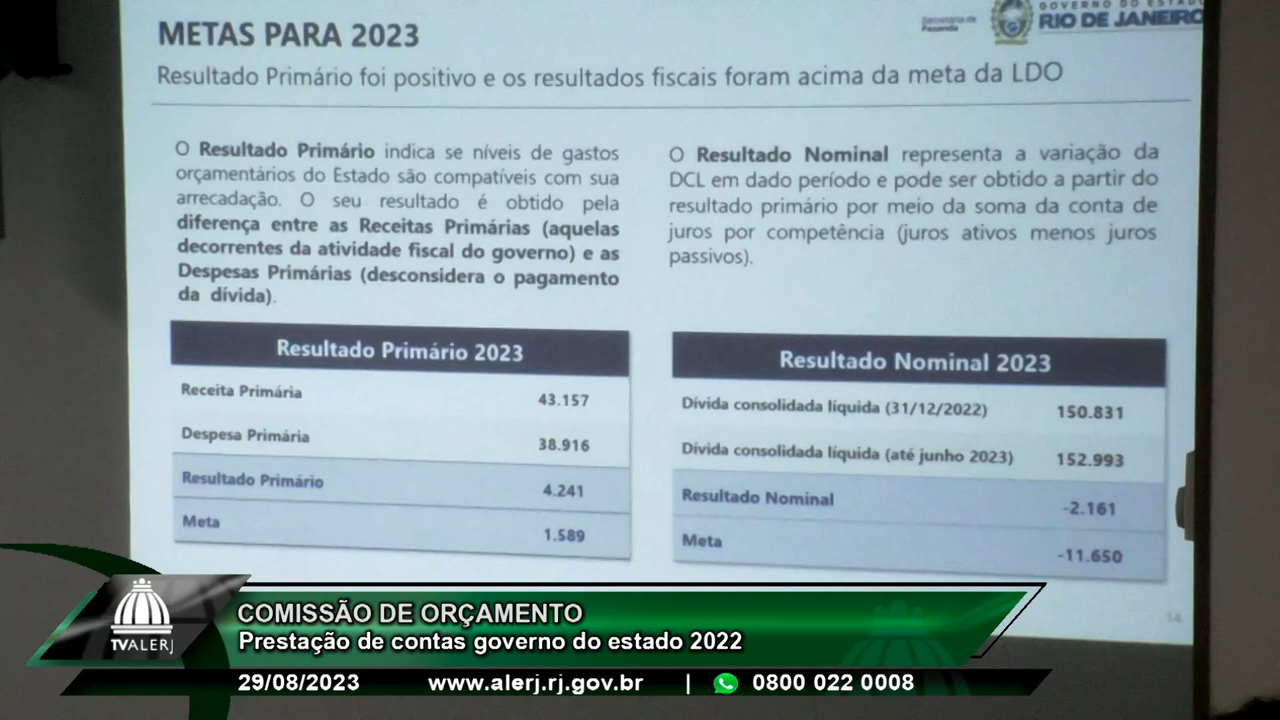 METAS PARA 2023
Resultado Primário foi positivo e os resultados fiscais foram acima da meta da LDO
Secretaria de
Fazenda
GOVERNO DO ESTADO
RIO DE JANEIRO
O Resultado Primário indica se níveis de gastos
orçamentários do Estado são compatíveis com sua
arrecadação. O seu resultado é obtido pela
diferença entre as Receitas Primárias (aquelas
decorrentes da atividade fiscal do governo) e as
Despesas Primárias (desconsidera o pagamento
da dívida).
O Resultado Nominal representa a variação da
DCL em dado período e pode ser obtido a partir do
resultado primário por meio da soma da conta de
juros por competência (juros ativos menos juros
passivos).
Resultado Primário 2023
Receita Primária 43.157
Despesa Primária 38.916
Resultado Primário 4.241
Meta 1.589
Resultado Nominal 2023
Dívida consolidada líquida (31/12/2022) 150.831
Dívida consolidada líquida (até junho 2023) 152.993
Resultado Nominal -2.161
Meta -11.650
14
TVALERJ
COMISSÃO DE ORÇAMENTO
Prestação de contas governo do estado 2022
29/08/2023 www.alerj.rj.gov.br | 0800 022 0008